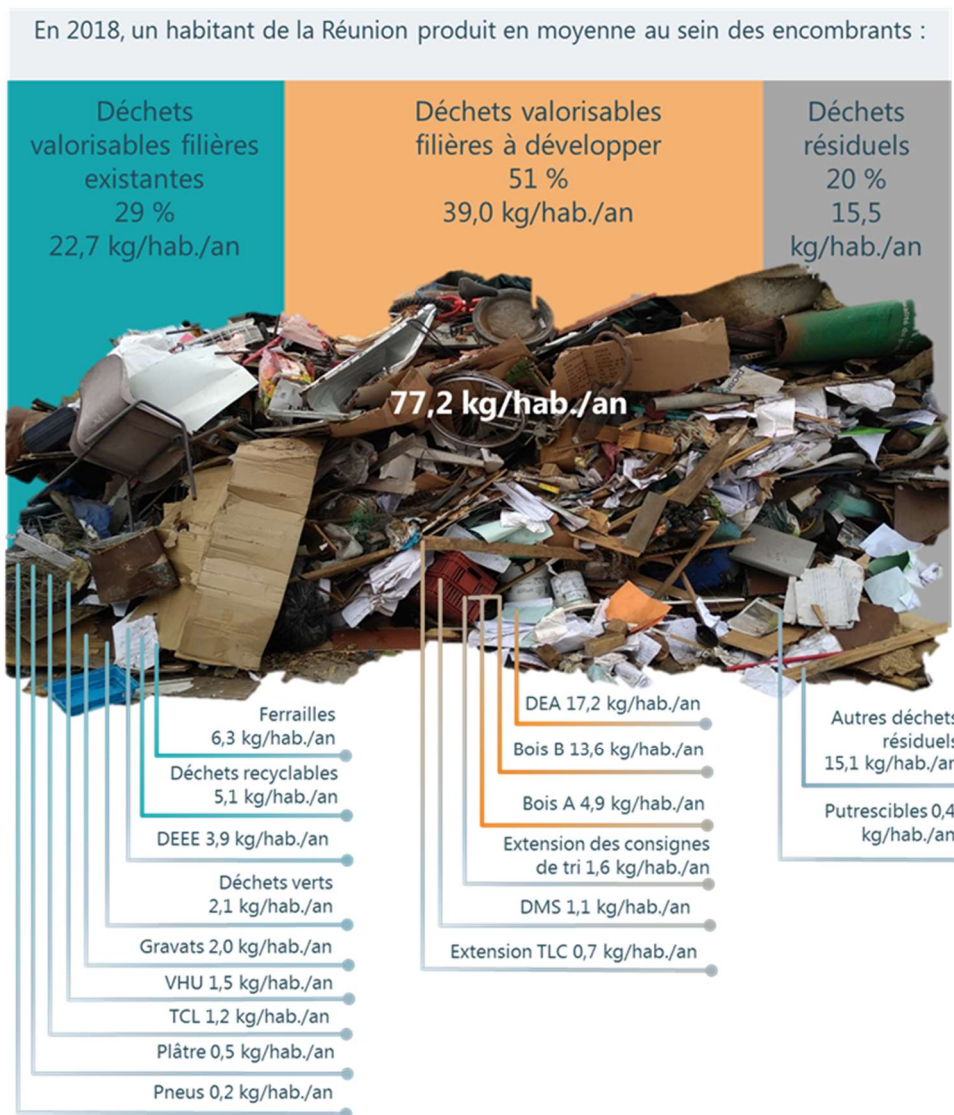 En 2018, un habitant de la Réunion produit en moyenne au sein des encombrants :
Déchets
valorisables filières
existantes
29 %
22,7 kg/hab./an
Déchets valorisables
filières à développer
51 %
39,0 kg/hab./an
Déchets
résiduels
20 %
15,5
kg/hab./an
77,2 kg/hab./an
Ferrailles
6,3 kg/hab./an
Déchets recyclables
5,1 kg/hab./an
DEEE 3,9 kg/hab./an
Déchets verts
2,1 kg/hab./an
Gravats 2,0 kg/hab./an
VHU 1,5 kg/hab./an
TCL 1,2 kg/hab./an
Plâtre 0,5 kg/hab./an
Pneus 0,2 kg/hab./an
DEA 17,2 kg/hab./an
Bois B 13,6 kg/hab./an
Bois A 4,9 kg/hab./an
Extension des consignes
de tri 1,6 kg/hab./an
DMS 1,1 kg/hab./an
Extension TLC 0,7 kg/hab./an
Autres déchets
résiduels
15,1 kg/hab./an
Putrescibles 0,4
kg/hab./an